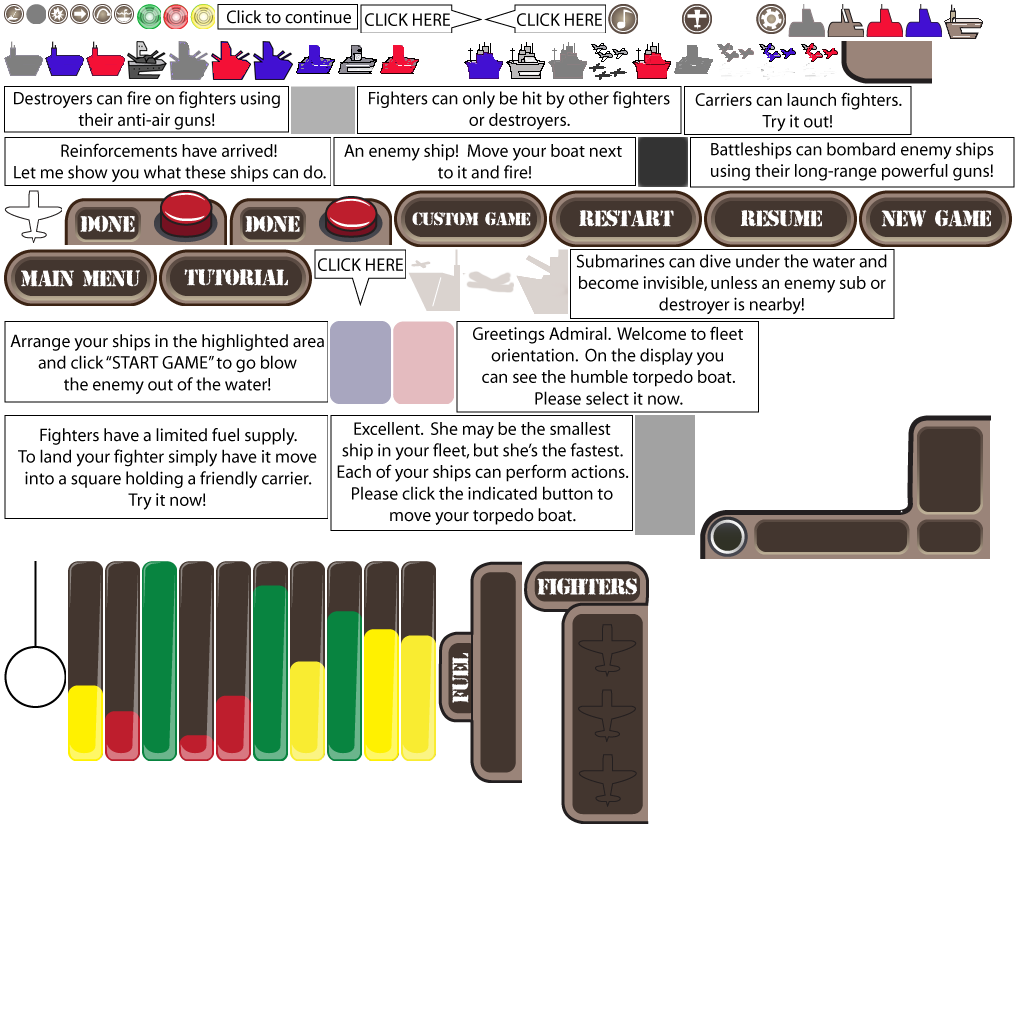 Click to continue
CLICK HERE
CLICK HERE
Destroyers can fire on fighters using
their anti-air guns!
Fighters can only be hit by other fighters
or destroyers.
Carriers can launch fighters.
Try it out!
Reinforcements have arrived!
Let me show you what these ships can do.
An enemy ship! Move your boat next
to it and fire!
Battleships can bombard enemy ships
using their long-range powerful guns!
DONE
DONE
CUSTOM GAME
RESTART
RESUME
NEW GAME
MAIN MENU
TUTORIAL
CLICK HERE
Submarines can dive under the water and
become invisible, unless an enemy sub or
destroyer is nearby!
Arrange your ships in the highlighted area
and click "START GAME" to go blow
the enemy out of the water!
Greetings Admiral. Welcome to fleet
orientation. On the display you
can see the humble torpedo boat.
Please select it now.
Fighters have a limited fuel supply.
To land your fighter simply have it move
into a square holding a friendly carrier.
Try it now!
Excellent. She may be the smallest
ship in your fleet, but she's the fastest.
Each of your ships can perform actions.
Please click the indicated button to
move your torpedo boat.
FUEL
FIGHTERS